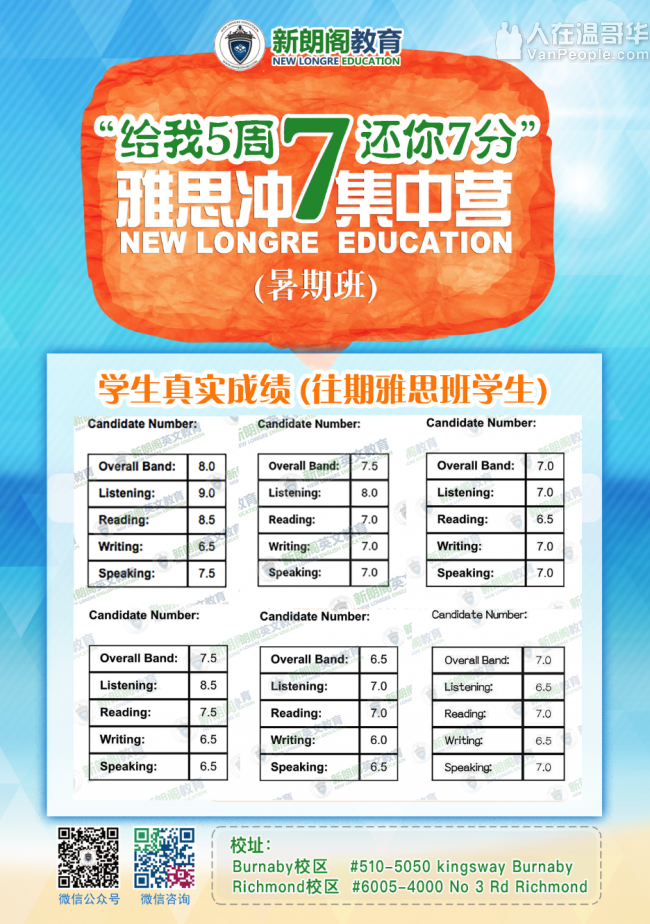 新朗阁教育
NEW LONGRE EDUCATION
人在温哥华
VanPeople.com
“给我5周 还你7分”
雅思冲7集中营
NEW LONGRE EDUCATION
(暑期班)
学生真实成绩 (往期雅思班学生)
Candidate Number:
Overall Band: 8.0
Listening: 9.0
Reading: 8.5
Writing: 6.5
Speaking: 7.5
Candidate Number:
Overall Band: 7.5
Listening: 8.0
Reading: 7.0
Writing: 7.0
Speaking: 7.0
Candidate Number:
Overall Band: 7.0
Listening: 7.0
Reading: 6.5
Writing: 7.0
Speaking: 7.0
Candidate Number:
Overall Band: 7.5
Listening: 8.5
Reading: 7.5
Writing: 6.5
Speaking: 6.5
Candidate Number:
Overall Band: 6.5
Listening: 7.0
Reading: 7.0
Writing: 6.0
Speaking: 6.5
Candidate Number:
Overall Band: 7.0
Listening: 6.5
Reading: 7.0
Writing: 6.5
Speaking: 7.0
微信公众号
微信咨询
校址：
Burnaby校区 #510-5050 kingsway Burnaby
Richmond校区 #6005-4000 No 3 Rd Richmond